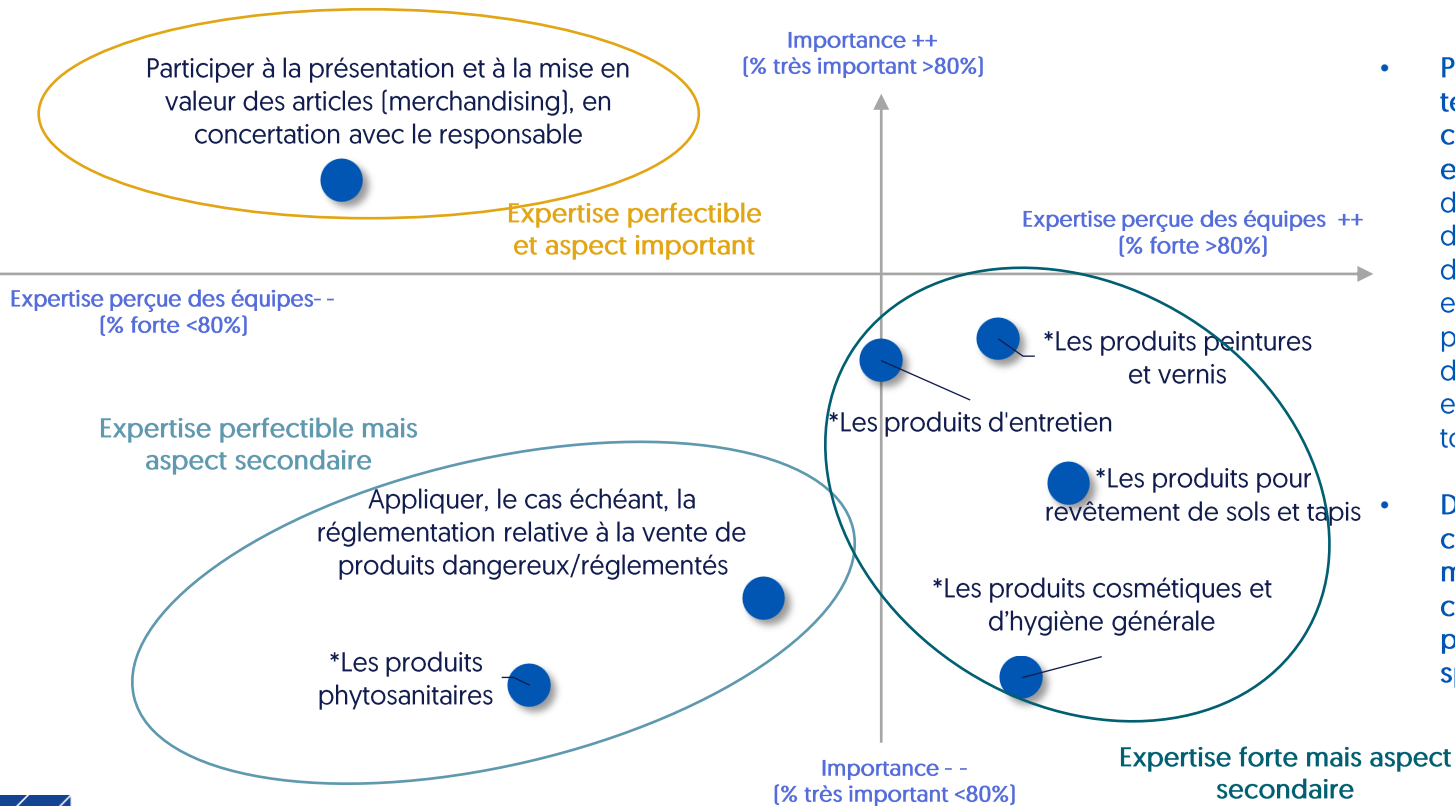 Importance ++
(% très important >80%)
Participer à la présentation et à la mise en
valeur des articles (merchandising), en
concertation avec le responsable
Expertise perfectible
et aspect important
Expertise perçue des équipes ++
(% forte >80%)
Expertise perçue des équipes- -
(% forte <80%)
*Les produits peintures
et vernis
*Les produits d'entretien
Expertise perfectible mais
aspect secondaire
*Les produits pour
revêtement de sols et tapis
Appliquer, le cas échéant, la
réglementation relative à la vente de
produits dangereux/réglementés
*Les produits cosmétiques et
d’hygiène générale
*Les produits
phytosanitaires
Importance - -
(% très important <80%)
Expertise forte mais aspect
secondaire